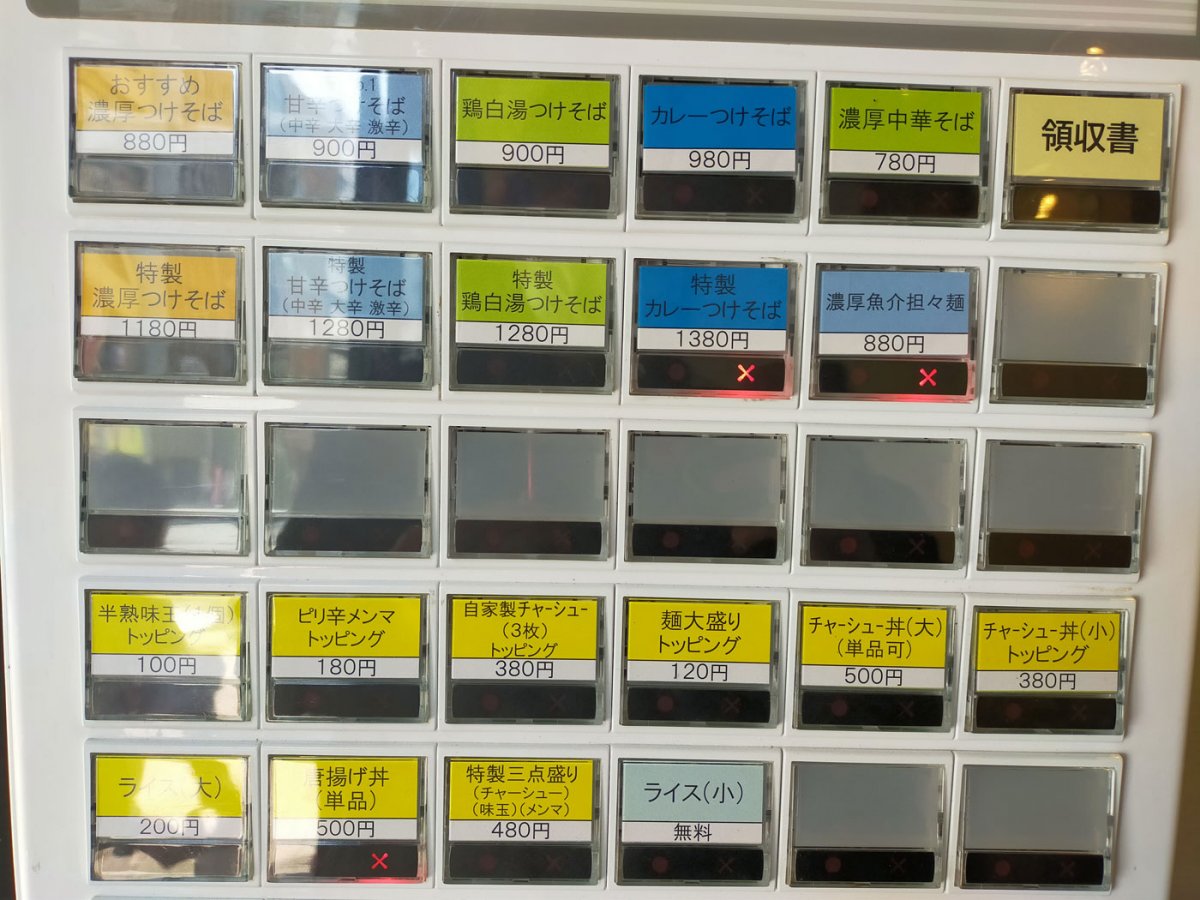 おすすめ
濃厚つけそば
880円
.1
甘辛つけそば
(中辛 大辛 激辛)
900円
鶏白湯つけそば
900円
カレーつけそば
980円
濃厚中華そば
780円
領収書
特製
濃厚つけそば
1180円
特製
甘辛つけそば
(中辛 大辛 激辛)
1280円
特製
鶏白湯つけそば
1280円
特製
カレーつけそば
1380円
×
濃厚魚介担々麺
880円
×
半熟味玉(1個)
トッピング
100円
ピリ辛メンマ
トッピング
180円
自家製チャーシュー
(3枚)
トッピング
380円
麺大盛り
トッピング
120円
チャーシュー丼(大)
(単品可)
500円
チャーシュー丼(小)
トッピング
380円
ライス(大)
200円
唐揚げ丼
(単品)
500円
×
特製三点盛り
(チャーシュー)
(味玉)(メンマ)
480円
ライス(小)
無料